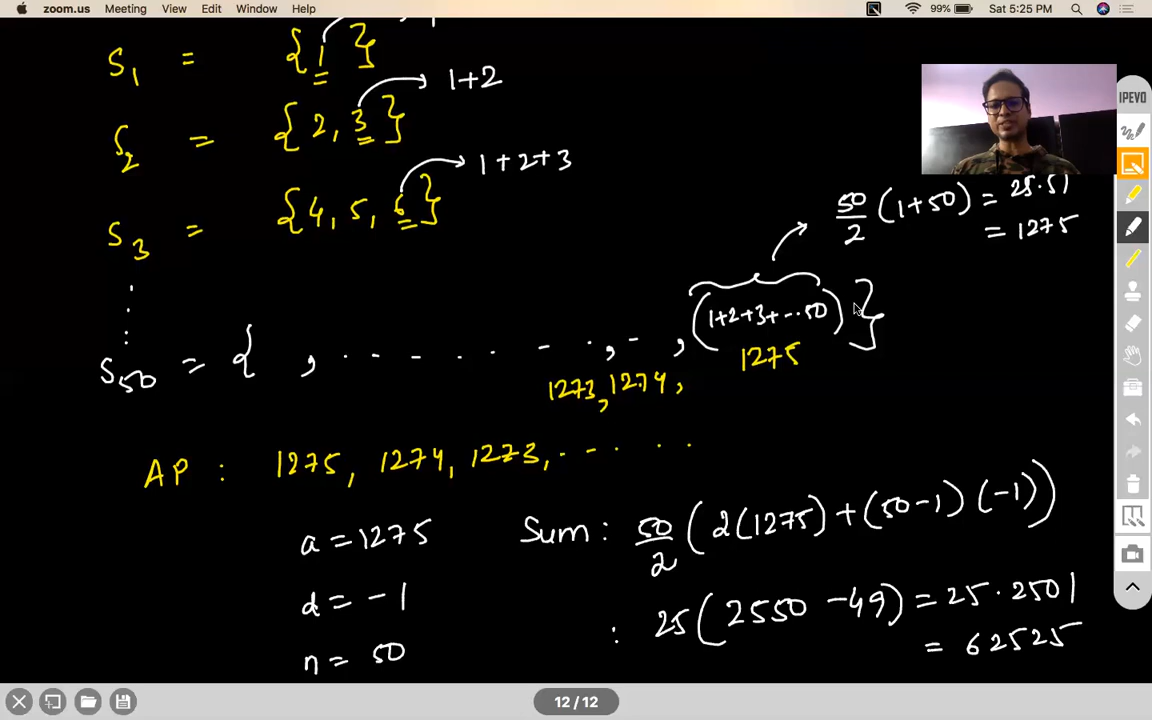 zoom.us Meeting View Edit Window Help 99% Sat 5:25 PM
S1 = {1}
1+2
S2 = {2, 3}
1+2+3
S3 = {4, 5, 6}
IPEVO
50/2 (1+50) = 25·51
= 1275
S50 = { , ········ , - , (1+2+3+--50) }
1273, 1274, 1275
AP : 1275, 1274, 1273, ·-·····
a = 1275
Sum: 50/2 (2(1275) + (50-1)(-1))
d = -1
: 25(2550 -49) = 25·2501
n = 50
= 62525
12 / 12